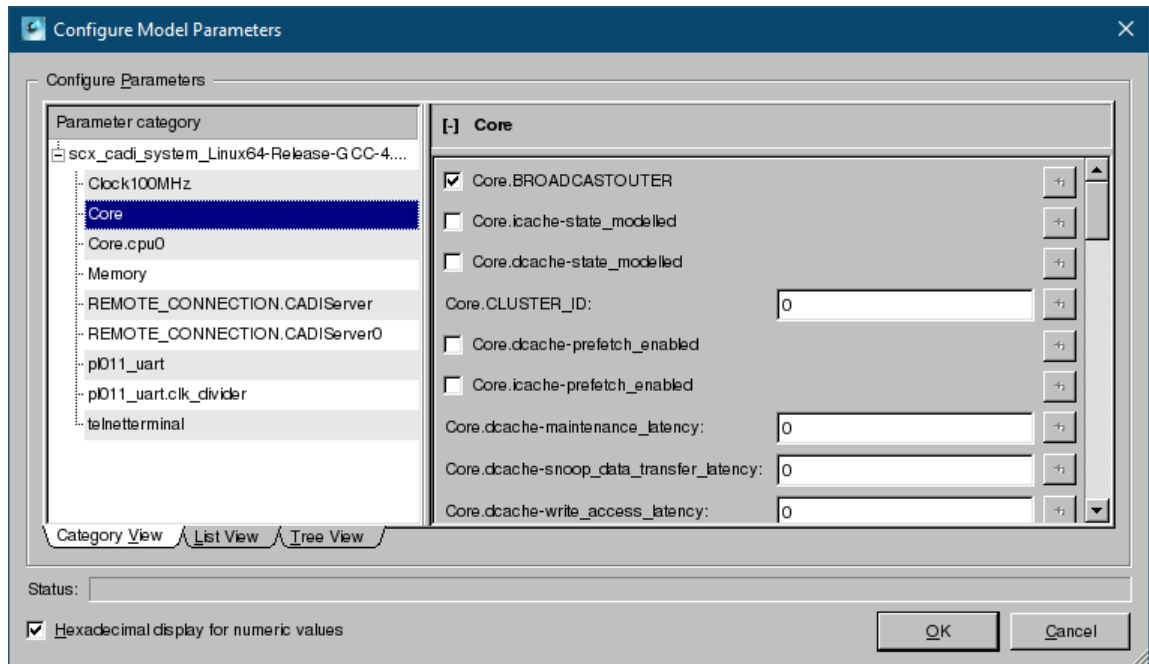 Configure Model Parameters
Configure Parameters
Parameter category
scx_cadi_system_Linux64-Release-GCC-4....
Clock100MHz
Core
Core.cpu0
Memory
REMOTE_CONNECTION.CADIServer
REMOTE_CONNECTION.CADIServer0
pl011_uart
pl011_uart.clk_divider
telnetterminal
[-] Core
Core.BROADCASTOUTER
Core.icache-state_modelled
Core.dcache-state_modelled
Core.CLUSTER_ID: 0
Core.dcache-prefetch_enabled
Core.icache-prefetch_enabled
Core.dcache-maintenance_latency: 0
Core.dcache-snoop_data_transfer_latency: 0
Core.dcache-write_access_latency: 0
Category View List View Tree View
Status:
Hexadecimal display for numeric values
OK Cancel